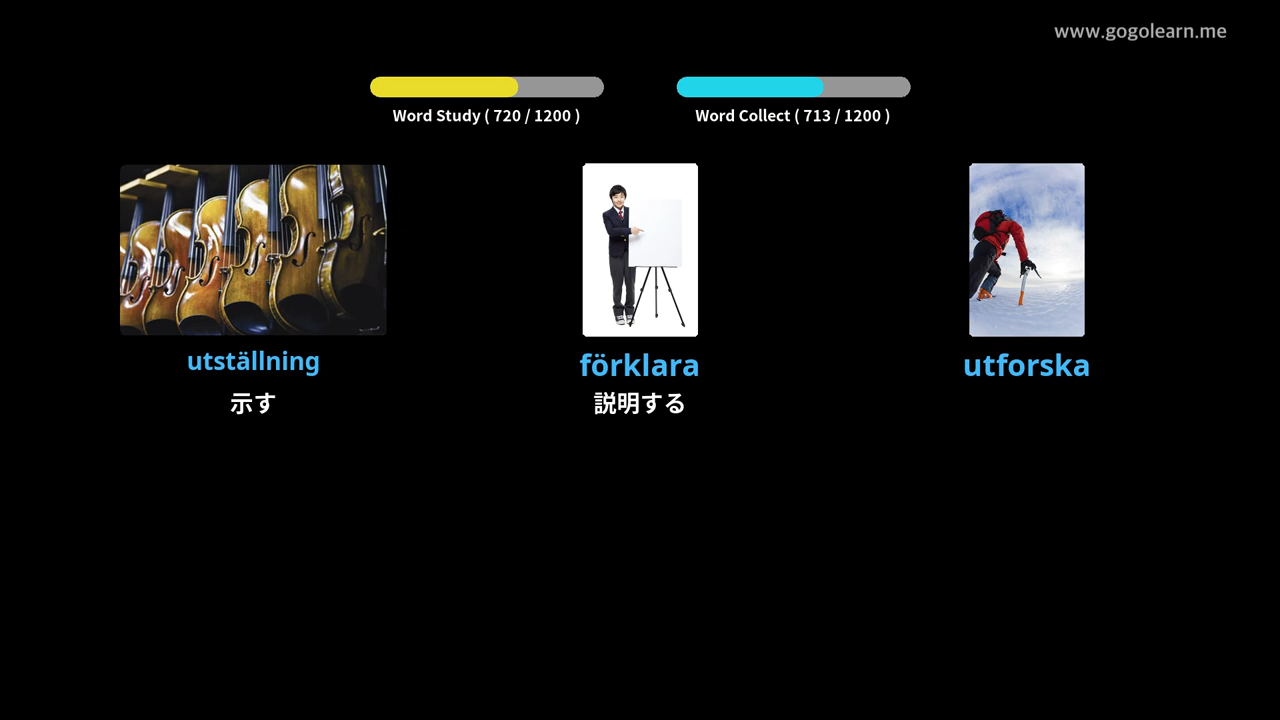 www.gogolearn.me
Word Study ( 720 / 1200 )
Word Collect ( 713 / 1200 )
utställning
förklara
utforska
示す
説明する